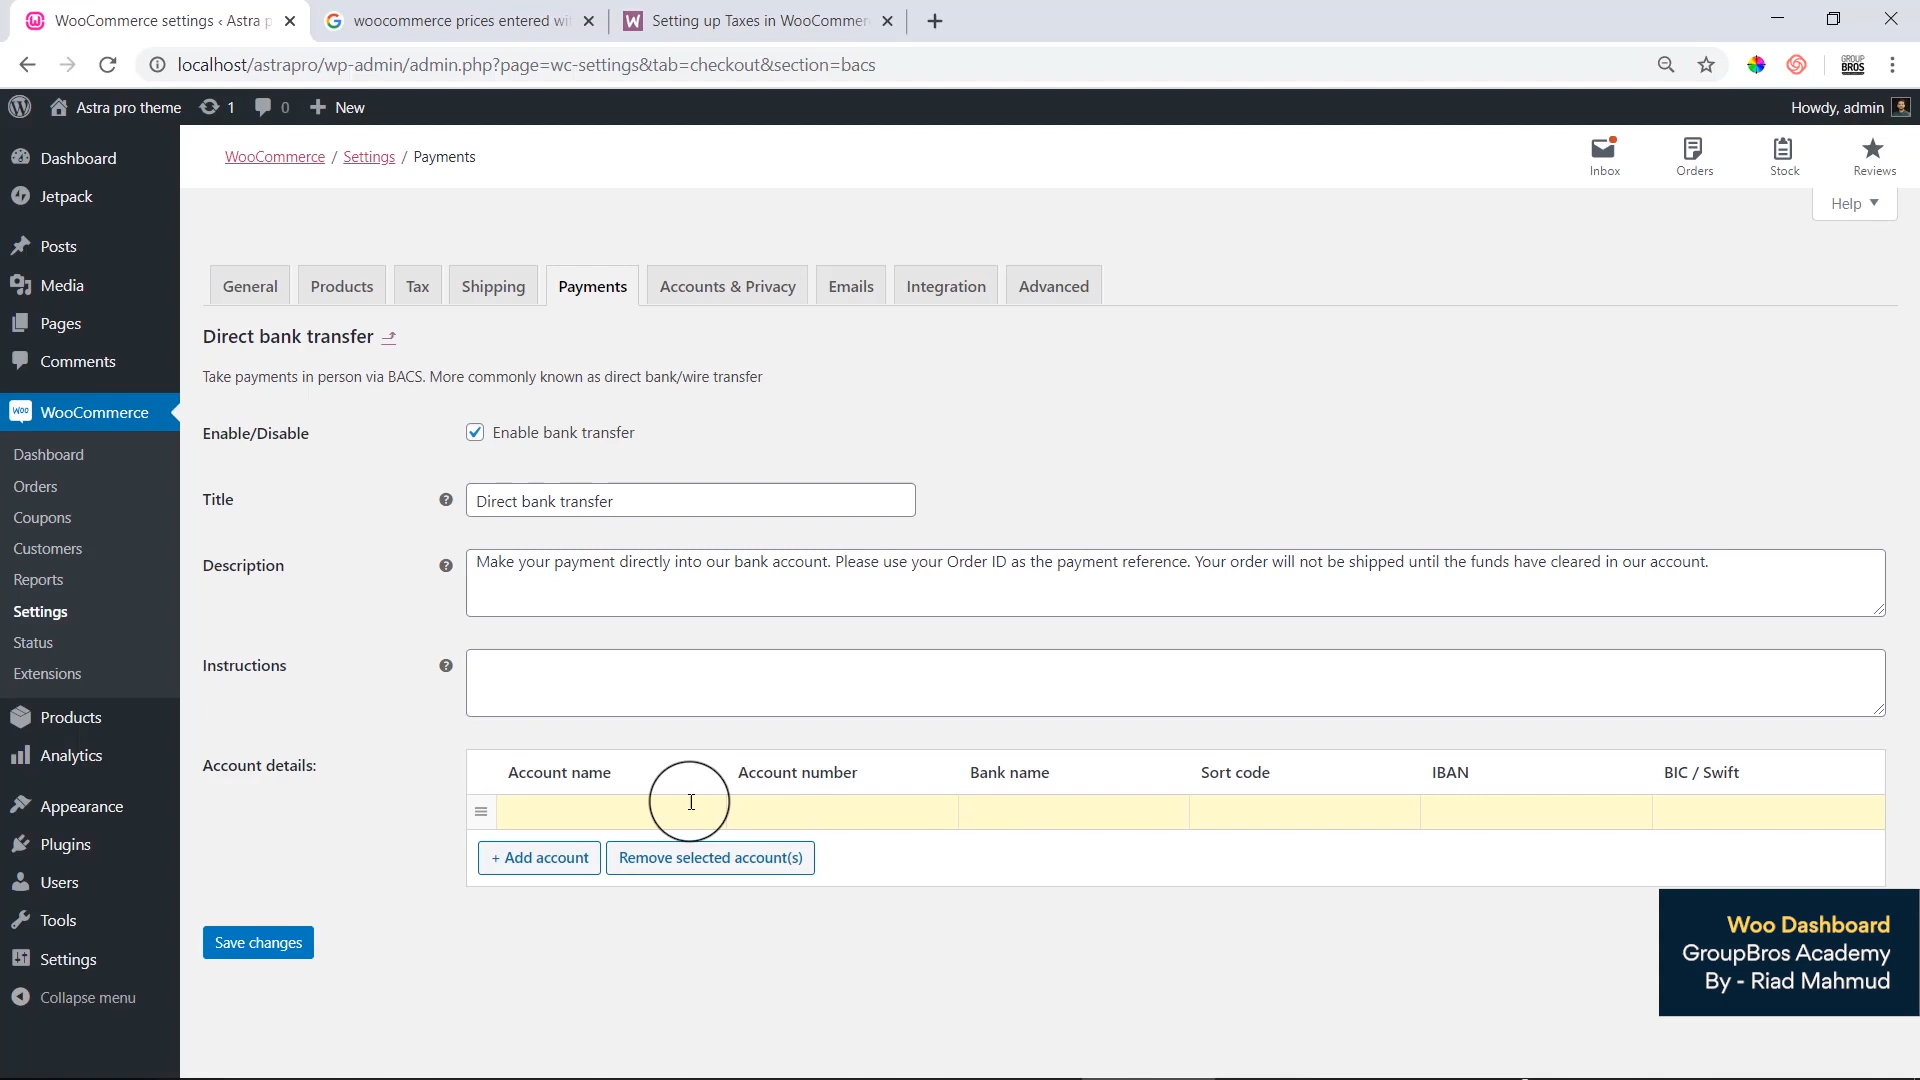 WooCommerce settings ‹ Astra p
woocommerce prices entered wi
Setting up Taxes in WooCommer
localhost/astrapro/wp-admin/admin.php?page=wc-settings&tab=checkout&section=bacs
GROUP
BROS
Astra pro theme
1
0
New
Howdy, admin
Dashboard
Jetpack
Posts
Media
Pages
Comments
Woo
WooCommerce
Dashboard
Orders
Coupons
Customers
Reports
Settings
Status
Extensions
Products
Analytics
Appearance
Plugins
Users
Tools
Settings
Collapse menu
WooCommerce / Settings / Payments
Inbox
Orders
Stock
Reviews
Help
General
Products
Tax
Shipping
Payments
Accounts & Privacy
Emails
Integration
Advanced
Direct bank transfer
Take payments in person via BACS. More commonly known as direct bank/wire transfer
Enable/Disable
Enable bank transfer
Title
Direct bank transfer
Description
Make your payment directly into our bank account. Please use your Order ID as the payment reference. Your order will not be shipped until the funds have cleared in our account.
Instructions
Account details:
Account name
Account number
Bank name
Sort code
IBAN
BIC / Swift
+ Add account
Remove selected account(s)
Save changes
Woo Dashboard
GroupBros Academy
By - Riad Mahmud